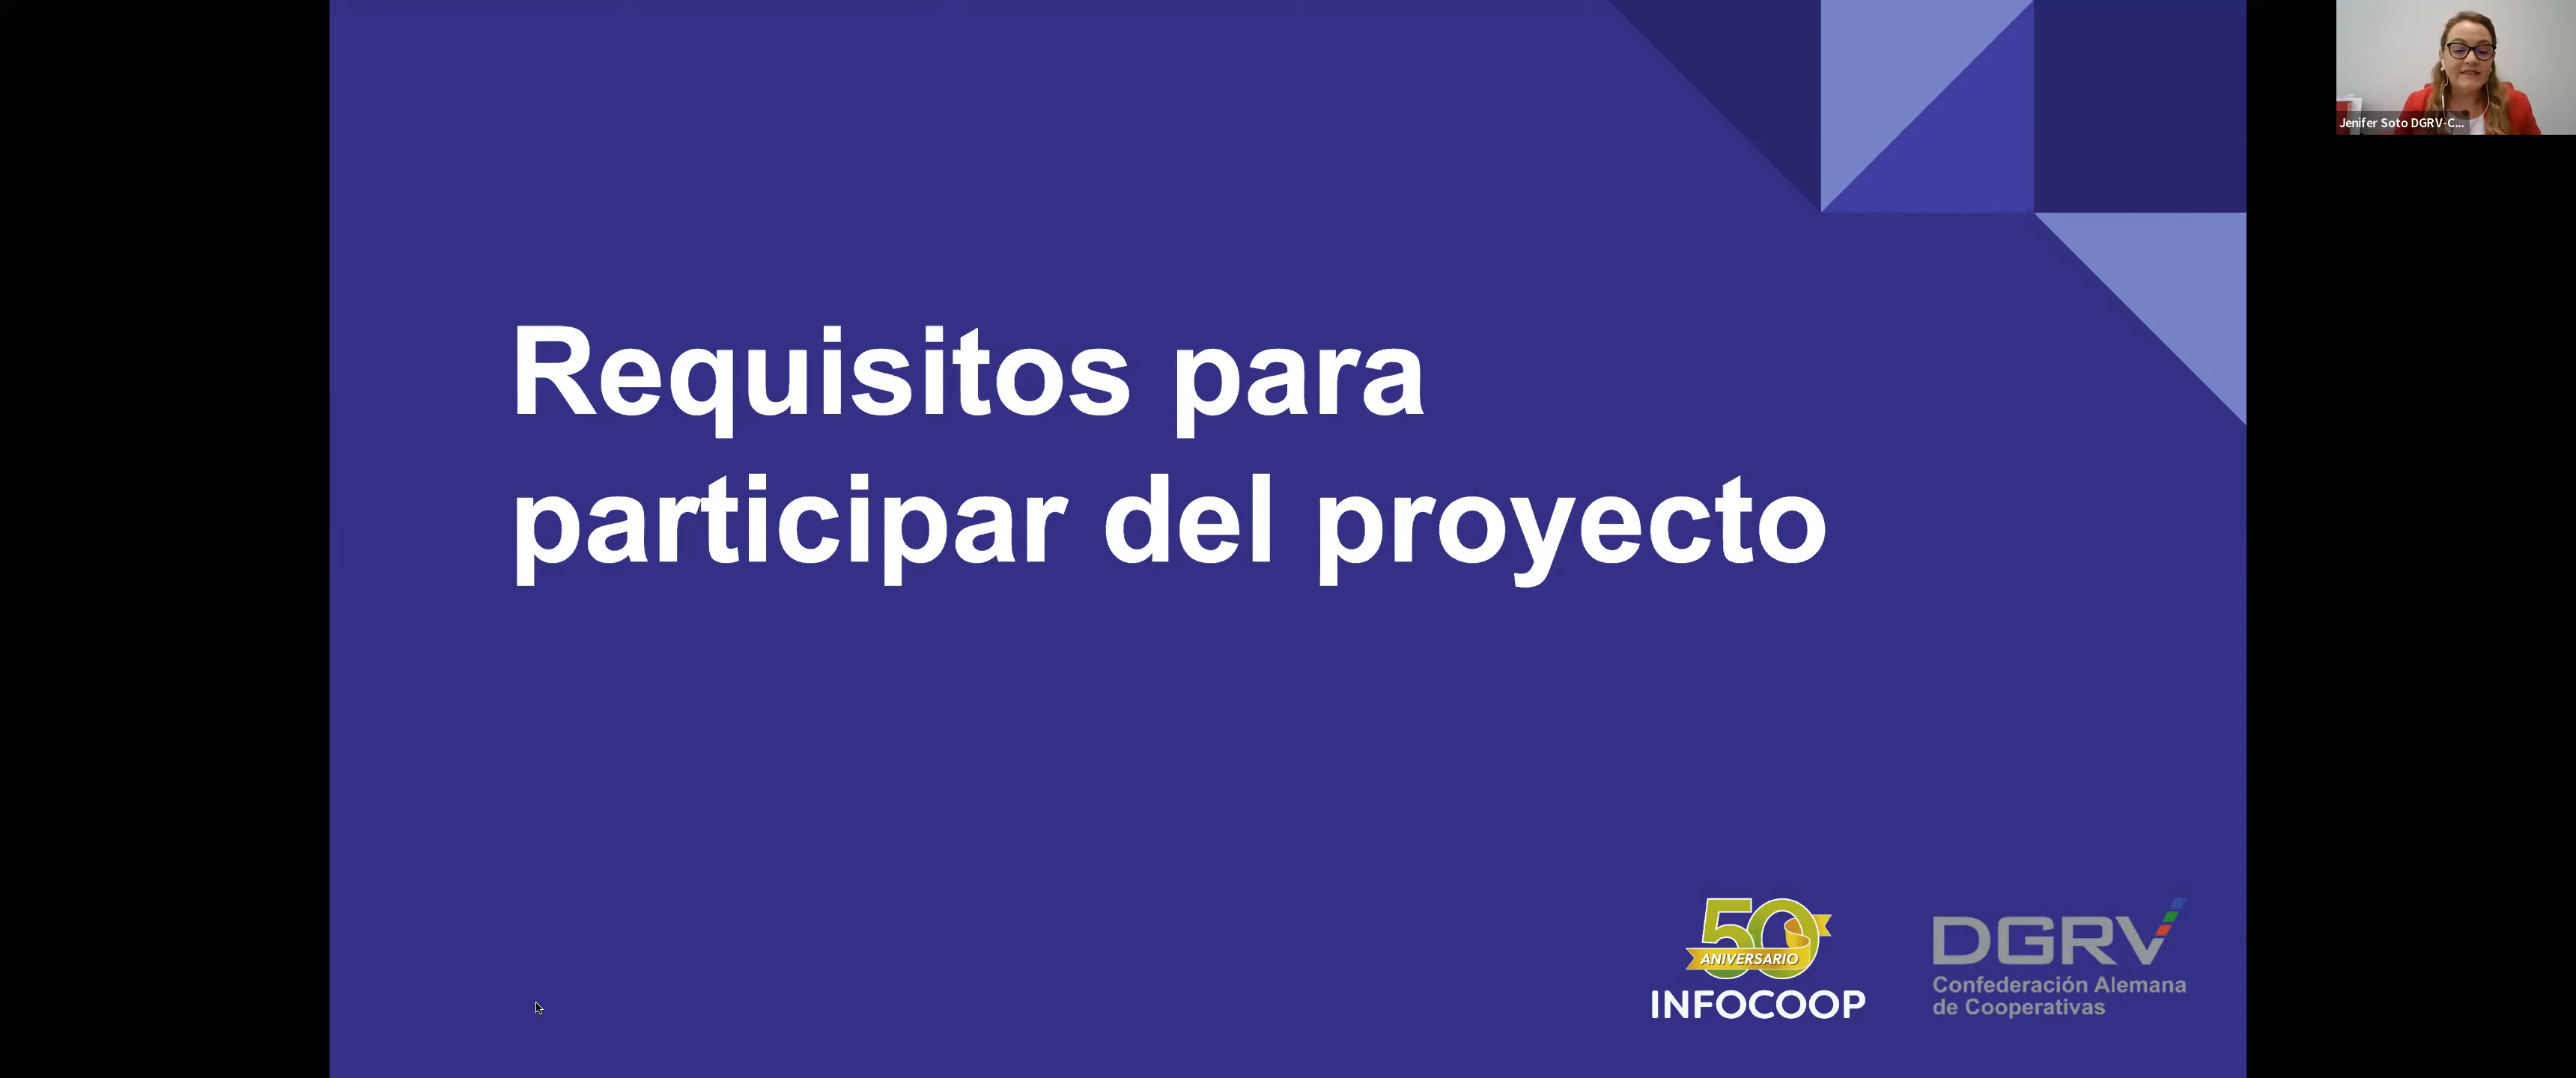 Jenifer Soto DGRV-C...
Requisitos para
participar del proyecto
50
ANIVERSARIO
INFOCOOP
DGRV
Confederación Alemana
de Cooperativas